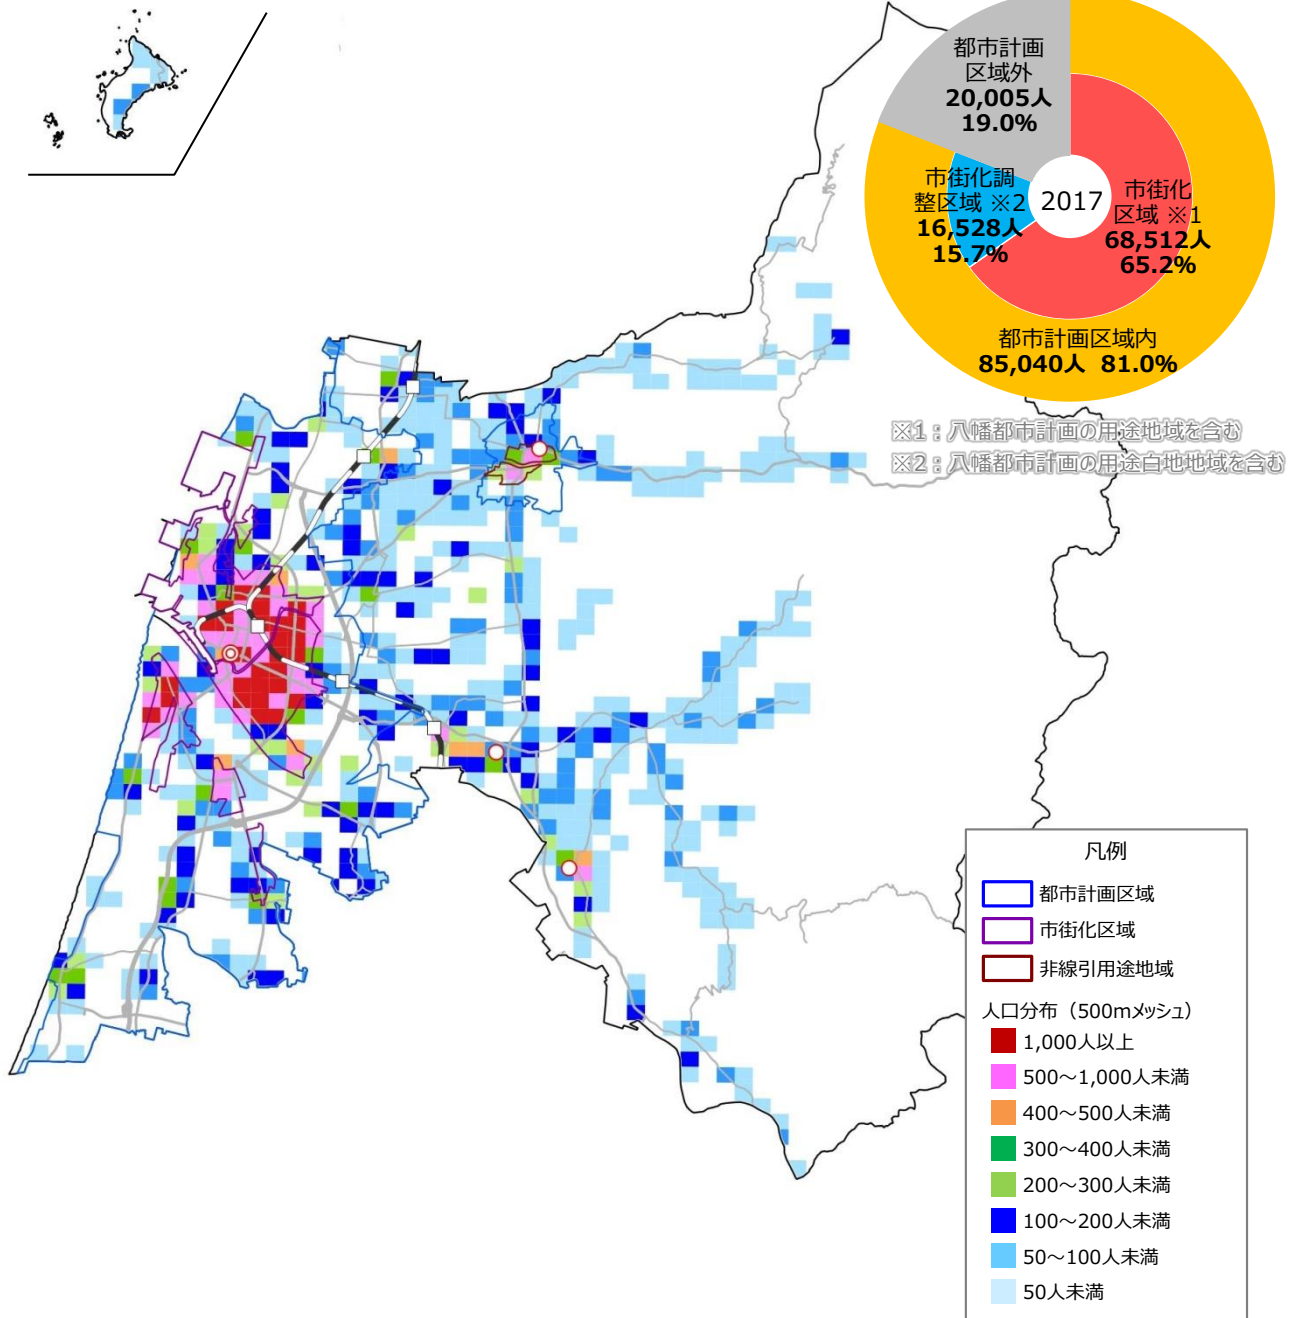 都市計画
区域外
20,005人
19.0%
市街化調
整区域 ※2
16,528人
15.7%
2017
市街化
区域 ※1
68,512人
65.2%
都市計画区域内
85,040人 81.0%
※1：八幡都市計画の用途地域を含む
※2：八幡都市計画の用途白地地域を含む
凡例
都市計画区域
市街化区域
非線引用途地域
人口分布（500mメッシュ）
1,000人以上
500～1,000人未満
400～500人未満
300～400人未満
200～300人未満
100～200人未満
50～100人未満
50人未満